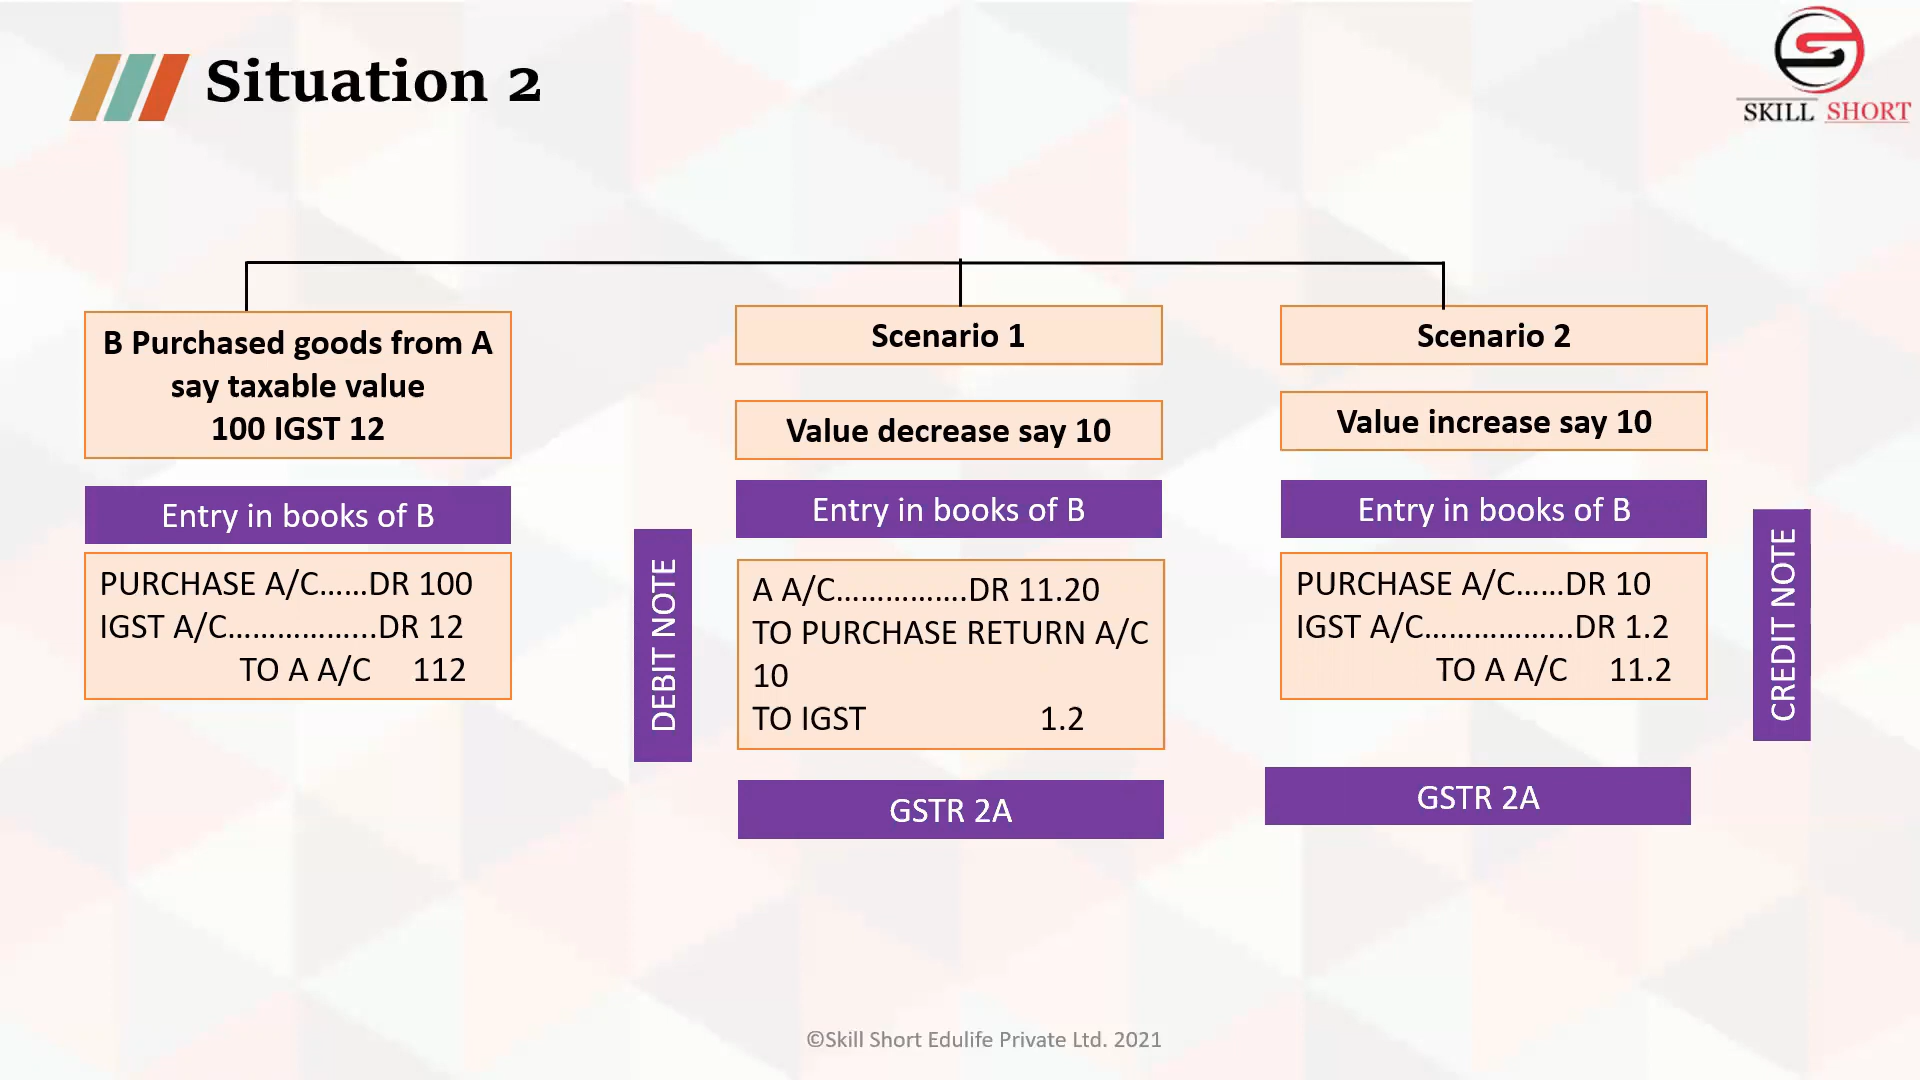 Situation 2
SKILL SHORT
B Purchased goods from A
say taxable value
100 IGST 12
Entry in books of B
PURCHASE A/C......DR 100
IGST A/C..................DR 12
TO A A/C 112
DEBIT NOTE
Scenario 1
Value decrease say 10
Entry in books of B
A A/C................DR 11.20
TO PURCHASE RETURN A/C
10
TO IGST 1.2
GSTR 2A
Scenario 2
Value increase say 10
Entry in books of B
PURCHASE A/C......DR 10
IGST A/C..................DR 1.2
TO A A/C 11.2
GSTR 2A
CREDIT NOTE
©Skill Short Edulife Private Ltd. 2021